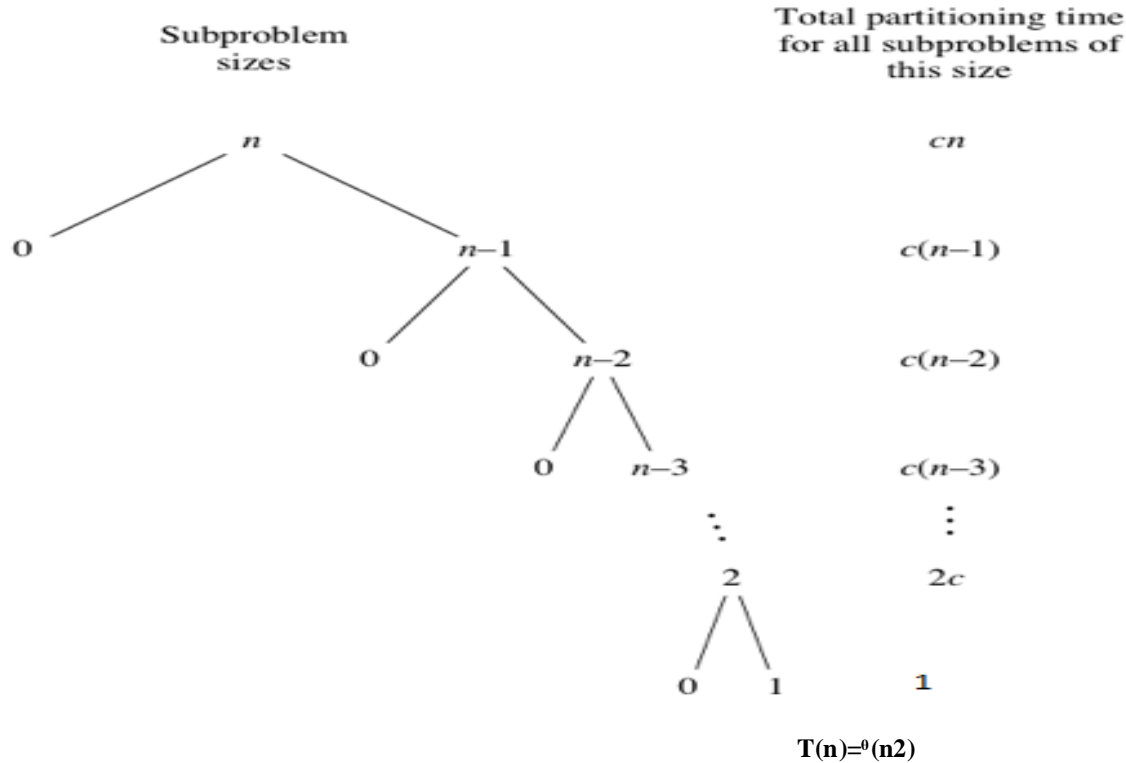 Subproblem
sizes
Total partitioning time
for all subproblems of
this size
n
cn
0
n–1
c(n–1)
0
n–2
c(n–2)
0
n–3
c(n–3)
⋱
⋮
2
2c
0
1
1
T(n)=θ(n2)